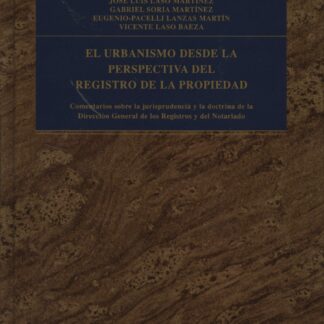 JOSE LUIS LASO MARTINEZ
GABRIEL SORIA MARTINEZ
EUGENIO-PACELLI LANZAS MARTIN
VICENTE LASO BAEZA
EL URBANISMO DESDE LA
PERSPECTIVA DEL
REGISTRO DE LA PROPIEDAD
Comentarios sobre la jurisprudencia y la doctrina de la
Dirección General de los Registros y del Notariado